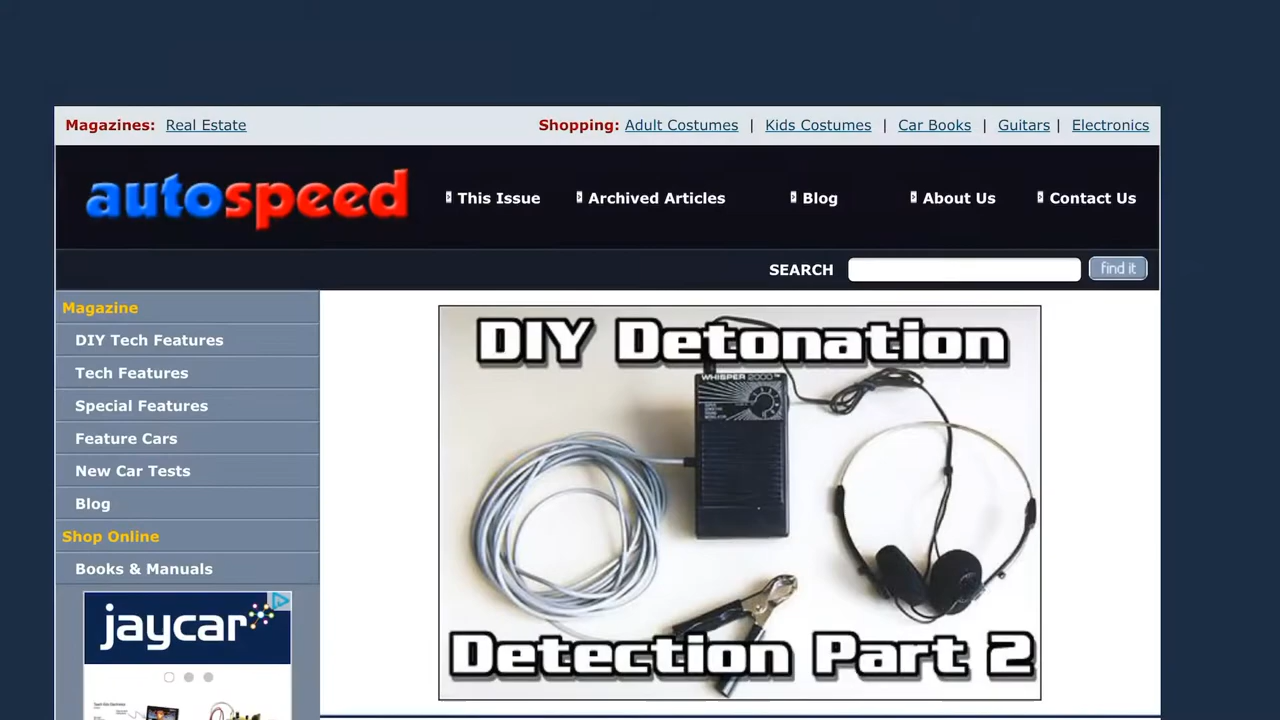 Magazines: Real Estate Shopping: Adult Costumes | Kids Costumes | Car Books | Guitars | Electronics
autospeed This Issue Archived Articles Blog About Us Contact Us
SEARCH find it
Magazine
DIY Tech Features
Tech Features
Special Features
Feature Cars
New Car Tests
Blog
Shop Online
Books & Manuals
jaycar
DIY Detonation
WHISPER 2000
Detection Part 2